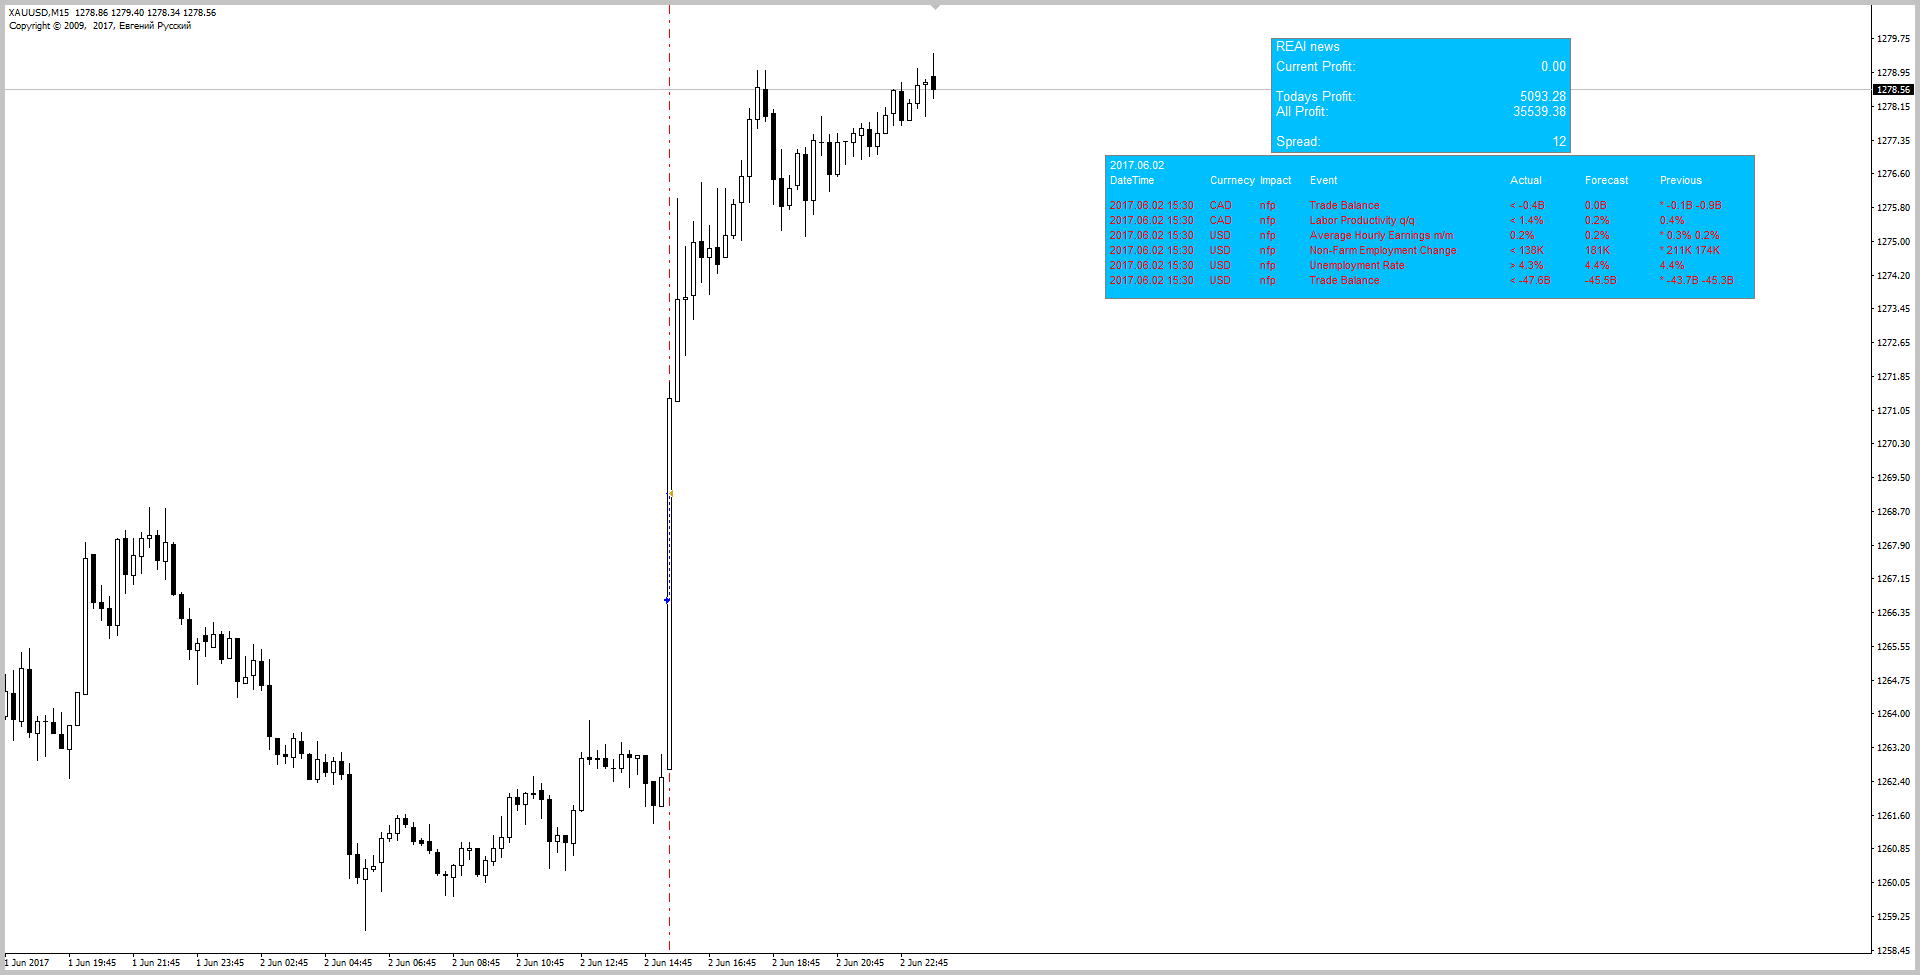 XAUUSD,M15  1278.86 1279.40 1278.34 1278.56
Copyright © 2009,  2017, Евгений Русский
REAI news
Current Profit: 0.00
Todays Profit: 5093.28
All Profit: 35539.38
Spread: 12
2017.06.02
DateTime Currnecy Impact Event Actual Forecast Previous
2017.06.02 15:30 CAD nfp Trade Balance < -0.4B 0.0B * -0.1B -0.9B
2017.06.02 15:30 CAD nfp Labor Productivity q/q < 1.4% 0.2% 0.4%
2017.06.02 15:30 USD nfp Average Hourly Earnings m/m 0.2% 0.2% * 0.3% 0.2%
2017.06.02 15:30 USD nfp Non-Farm Employment Change < 138K 181K * 211K 174K
2017.06.02 15:30 USD nfp Unemployment Rate > 4.3% 4.4% 4.4%
2017.06.02 15:30 USD nfp Trade Balance < -47.6B -45.5B * -43.7B -45.3B
1279.75
1278.95
1278.56
1278.15
1277.35
1276.60
1275.80
1275.00
1274.20
1273.45
1272.65
1271.85
1271.05
1270.30
1269.50
1268.70
1267.90
1267.15
1266.35
1265.55
1264.75
1264.00
1263.20
1262.40
1261.60
1260.85
1260.05
1259.25
1258.45
1 Jun 2017 1 Jun 19:45 1 Jun 21:45 1 Jun 23:45 2 Jun 02:45 2 Jun 04:45 2 Jun 06:45 2 Jun 08:45 2 Jun 10:45 2 Jun 12:45 2 Jun 14:45 2 Jun 16:45 2 Jun 18:45 2 Jun 20:45 2 Jun 22:45